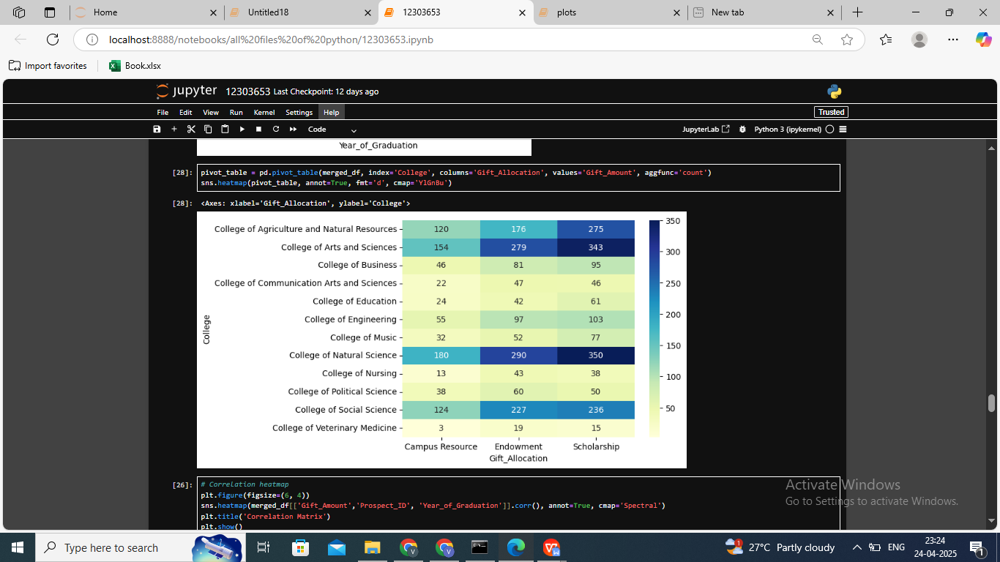 Home
Untitled18
12303653
plots
New tab
localhost:8888/notebooks/all%20files%20of%20python/12303653.ipynb
Import favorites
Book.xlsx
jupyter 12303653 Last Checkpoint: 12 days ago
File Edit View Run Kernel Settings Help
Trusted
Code
JupyterLab
Python 3 (ipykernel)
Year_of_Graduation
[28]: pivot_table = pd.pivot_table(merged_df, index='College', columns='Gift_Allocation', values='Gift_Amount', aggfunc='count')
sns.heatmap(pivot_table, annot=True, fmt='d', cmap='YlGnBu')
[28]: <Axes: xlabel='Gift_Allocation', ylabel='College'>
College of Agriculture and Natural Resources 120 176 275
College of Arts and Sciences 154 279 343
College of Business 46 81 95
College of Communication Arts and Sciences 22 47 46
College of Education 24 42 61
College of Engineering 55 97 103
College of Music 32 52 77
College of Natural Science 180 290 350
College of Nursing 13 43 38
College of Political Science 38 60 50
College of Social Science 124 227 236
College of Veterinary Medicine 3 19 15
College
Campus Resource Endowment Scholarship
Gift_Allocation
350
300
250
200
150
100
50
[26]: # Correlation heatmap
plt.figure(figsize=(6, 4))
sns.heatmap(merged_df[['Gift_Amount','Prospect_ID', 'Year_of_Graduation']].corr(), annot=True, cmap='Spectral')
plt.title('Correlation Matrix')
plt.show()
Activate Windows
Go to Settings to activate Windows.
Type here to search
27°C Partly cloudy
ENG
23:24
24-04-2025